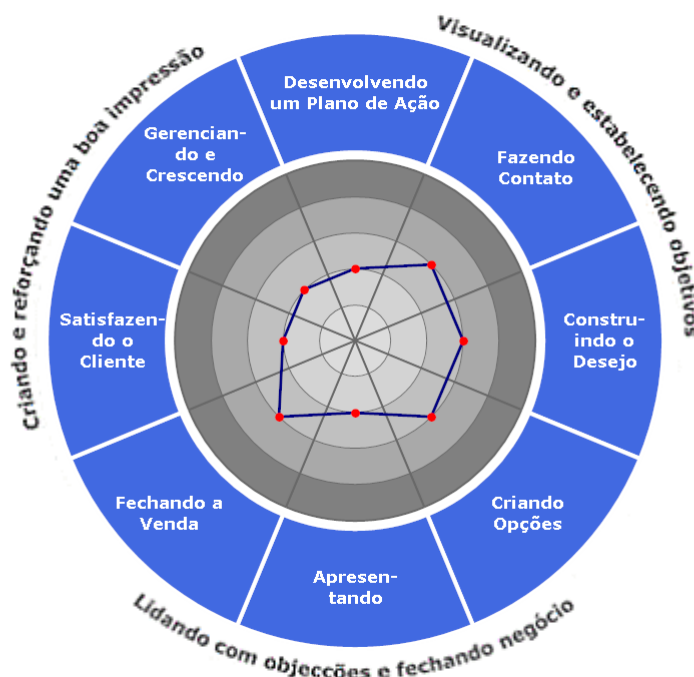 Visualizando e estabelecendo objetivos
Criando e reforçando uma boa impressão
Desenvolvendo
um Plano de Ação
Fazendo
Contato
Constru-
indo o
Desejo
Criando
Opções
Apresen-
tando
Fechando a
Venda
Satisfazen-
do o
Cliente
Gerencian-
do e
Crescendo
Lidando com objecções e fechando negócio